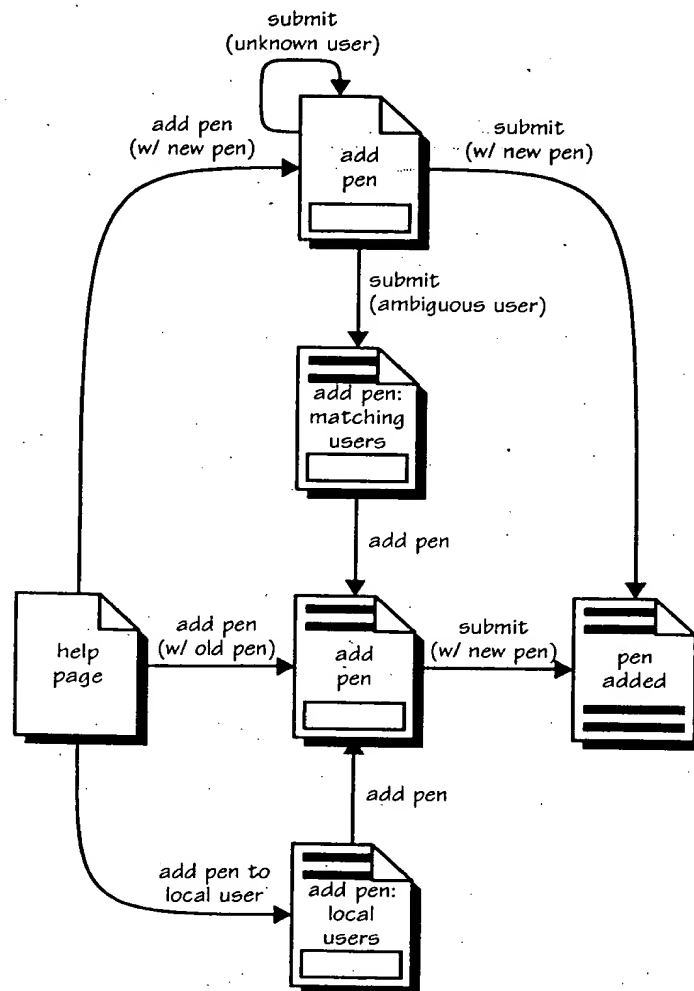 submit
(unknown user)
add pen
(w/ new pen)
submit
(w/ new pen)
add
pen
submit
(ambiguous user)
add pen:
matching
users
add pen
help
page
add pen
(w/ old pen)
add
pen
submit
(w/ new pen)
pen
added
add pen
add pen to
local user
add pen:
local
users